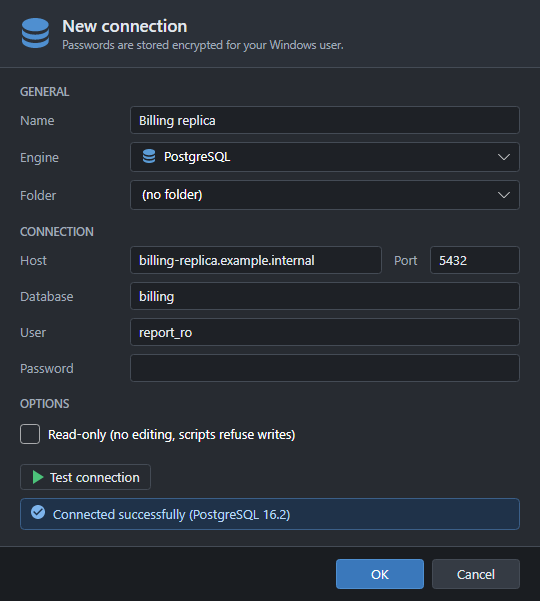 New connection
Passwords are stored encrypted for your Windows user.
GENERAL
Name Billing replica
Engine PostgreSQL
Folder (no folder)
CONNECTION
Host billing-replica.example.internal Port 5432
Database billing
User report_ro
Password
OPTIONS
Read-only (no editing, scripts refuse writes)
Test connection
Connected successfully (PostgreSQL 16.2)
OK Cancel